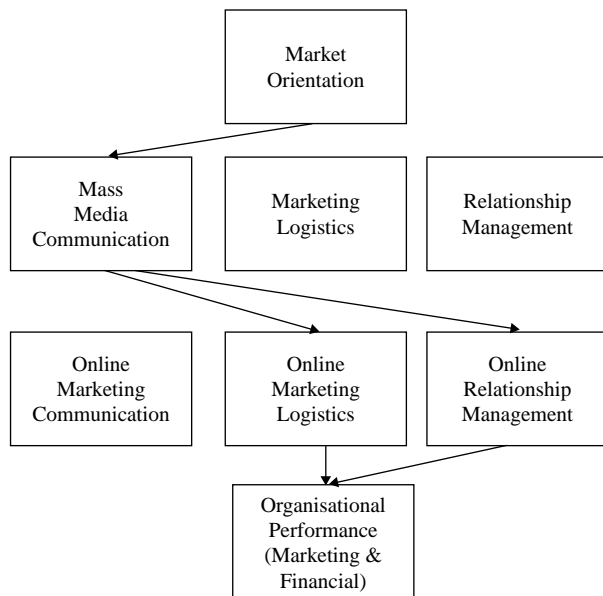 Market
Orientation
Mass
Media
Communication
Marketing
Logistics
Relationship
Management
Online
Marketing
Communication
Online
Marketing
Logistics
Online
Relationship
Management
Organisational
Performance
(Marketing &
Financial)